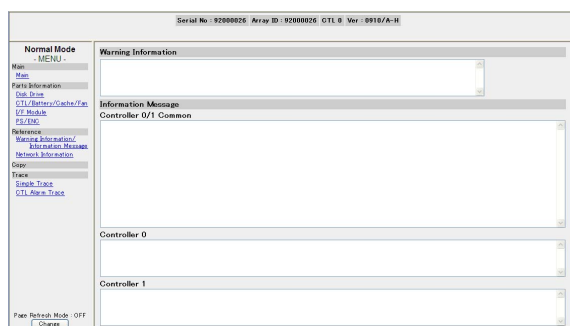 Serial No : 92000026 Array ID : 92000026 CTL 0 Ver : 0910/A-H
Normal Mode
- MENU -
Main
Main
Parts Information
Disk Drive
CTL/Battery/Cache/Fan
I/F Module
PS/ENC
Reference
Warning Information/
Information Message
Network Information
Copy
Trace
Simple Trace
CTL Alarm Trace
Page Refresh Mode : OFF
Change
Warning Information
Information Message
Controller 0/1 Common
Controller 0
Controller 1